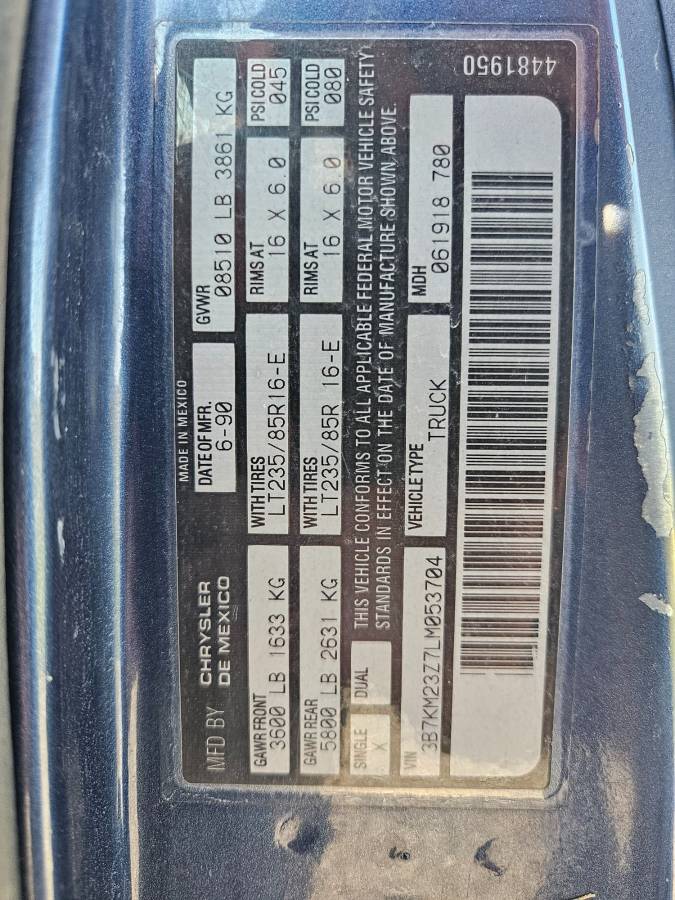 MADE IN MEXICO
MFD BY CHRYSLER DE MEXICO
DATE OF MFR. 6-90
GVWR 08510 LB 3861 KG
GAWR FRONT 3600 LB 1633 KG
WITH TIRES LT235/85R16-E
RIMS AT 16 X 6.0
PSI COLD 045
GAWR REAR 5800 LB 2631 KG
WITH TIRES LT235/85R 16-E
RIMS AT 16 X 6.0
PSI COLD 080
SINGLE X DUAL
THIS VEHICLE CONFORMS TO ALL APPLICABLE FEDERAL MOTOR VEHICLE SAFETY
STANDARDS IN EFFECT ON THE DATE OF MANUFACTURE SHOWN ABOVE.
VIN 3B7KM23Z7LM053704
VEHICLE TYPE TRUCK
MDH 061918 780
4481950